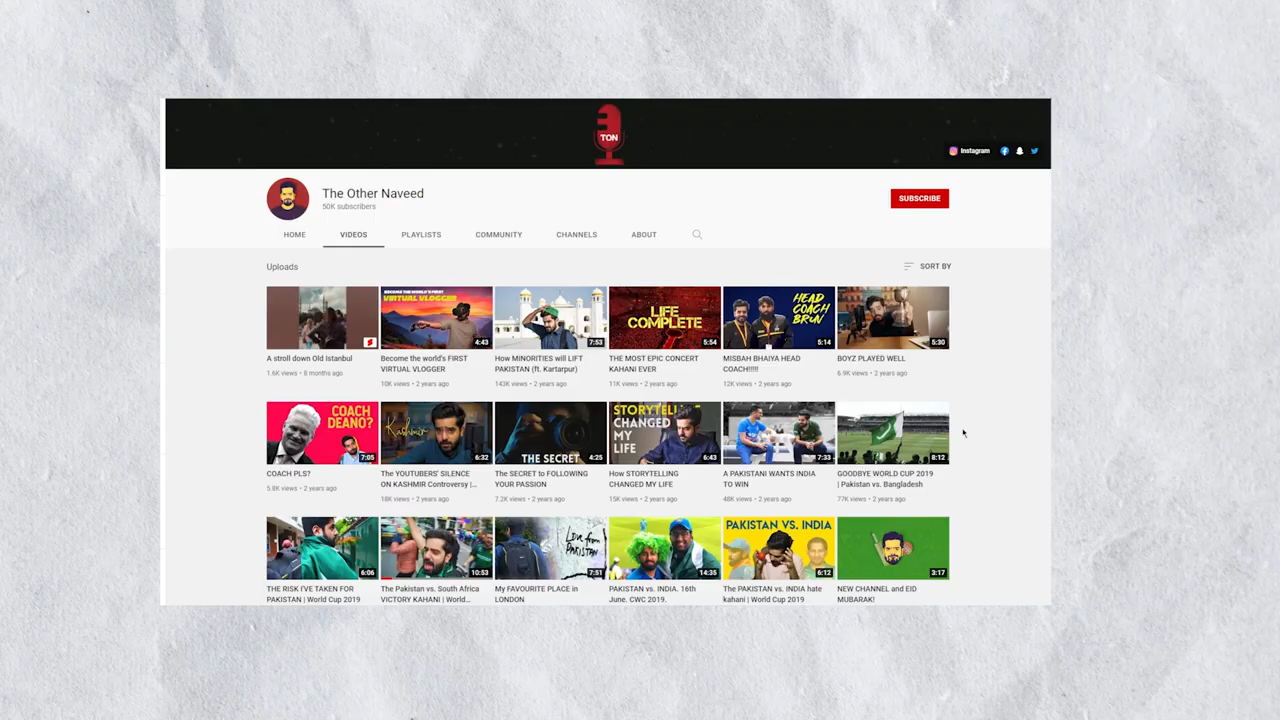 TON
Instagram
The Other Naveed
50K subscribers
SUBSCRIBE
HOME VIDEOS PLAYLISTS COMMUNITY CHANNELS ABOUT
Uploads
SORT BY
BECOME THE WORLD'S FIRST
VIRTUAL VLOGGER
LIFE
COMPLETE
HEAD
COACH
BRUV
4:43 7:53 5:54 5:14 5:30
A stroll down Old Istanbul
1.6K views • 8 months ago
Become the world's FIRST
VIRTUAL VLOGGER
10K views • 2 years ago
How MINORITIES will LIFT
PAKISTAN (ft. Kartarpur)
143K views • 2 years ago
THE MOST EPIC CONCERT
KAHANI EVER
11K views • 2 years ago
MISBAH BHAIYA HEAD
COACH!!!!!
12K views • 2 years ago
BOYZ PLAYED WELL
6.9K views • 2 years ago
COACH
DEANO?
Kashmir
THE SECRET
STORYTELL
CHANGED
MY
LIFE
7:05 6:32 4:25 6:43 7:33 8:12
COACH PLS?
5.8K views • 2 years ago
The YOUTUBERS' SILENCE
ON KASHMIR Controversy |...
18K views • 2 years ago
The SECRET to FOLLOWING
YOUR PASSION
7.2K views • 2 years ago
How STORYTELLING
CHANGED MY LIFE
15K views • 2 years ago
A PAKISTANI WANTS INDIA
TO WIN
48K views • 2 years ago
GOODBYE WORLD CUP 2019
| Pakistan vs. Bangladesh
77K views • 2 years ago
Love from
PAKISTAN
PAKISTAN VS. INDIA
6:06 10:53 7:51 14:35 6:12 3:17
THE RISK I'VE TAKEN FOR
PAKISTAN | World Cup 2019
The Pakistan vs. South Africa
VICTORY KAHANI | World...
My FAVOURITE PLACE in
LONDON
PAKISTAN vs. INDIA. 16th
June. CWC 2019.
The PAKISTAN vs. INDIA hate
kahani | World Cup 2019
NEW CHANNEL and EID
MUBARAK!